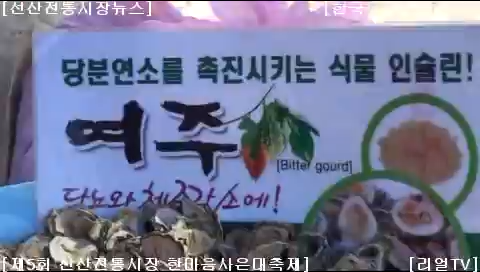 [선산전통시장뉴스] [한국
당분연소를 촉진시키는 식물 인슐린!
여주
[Bitter gourd]
당뇨와 체중감소에!
[제5회 선산전통시장 한마음사은대축제] [리얼TV]